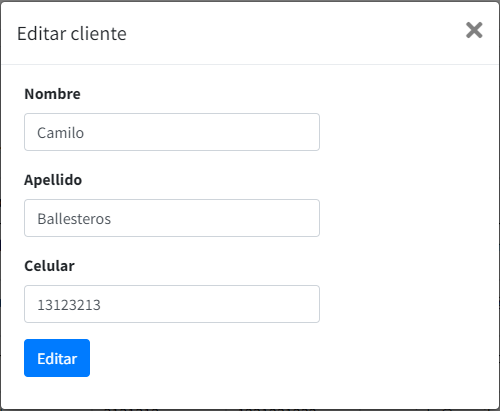 Editar cliente
Nombre
Camilo
Apellido
Ballesteros
Celular
13123213
Editar